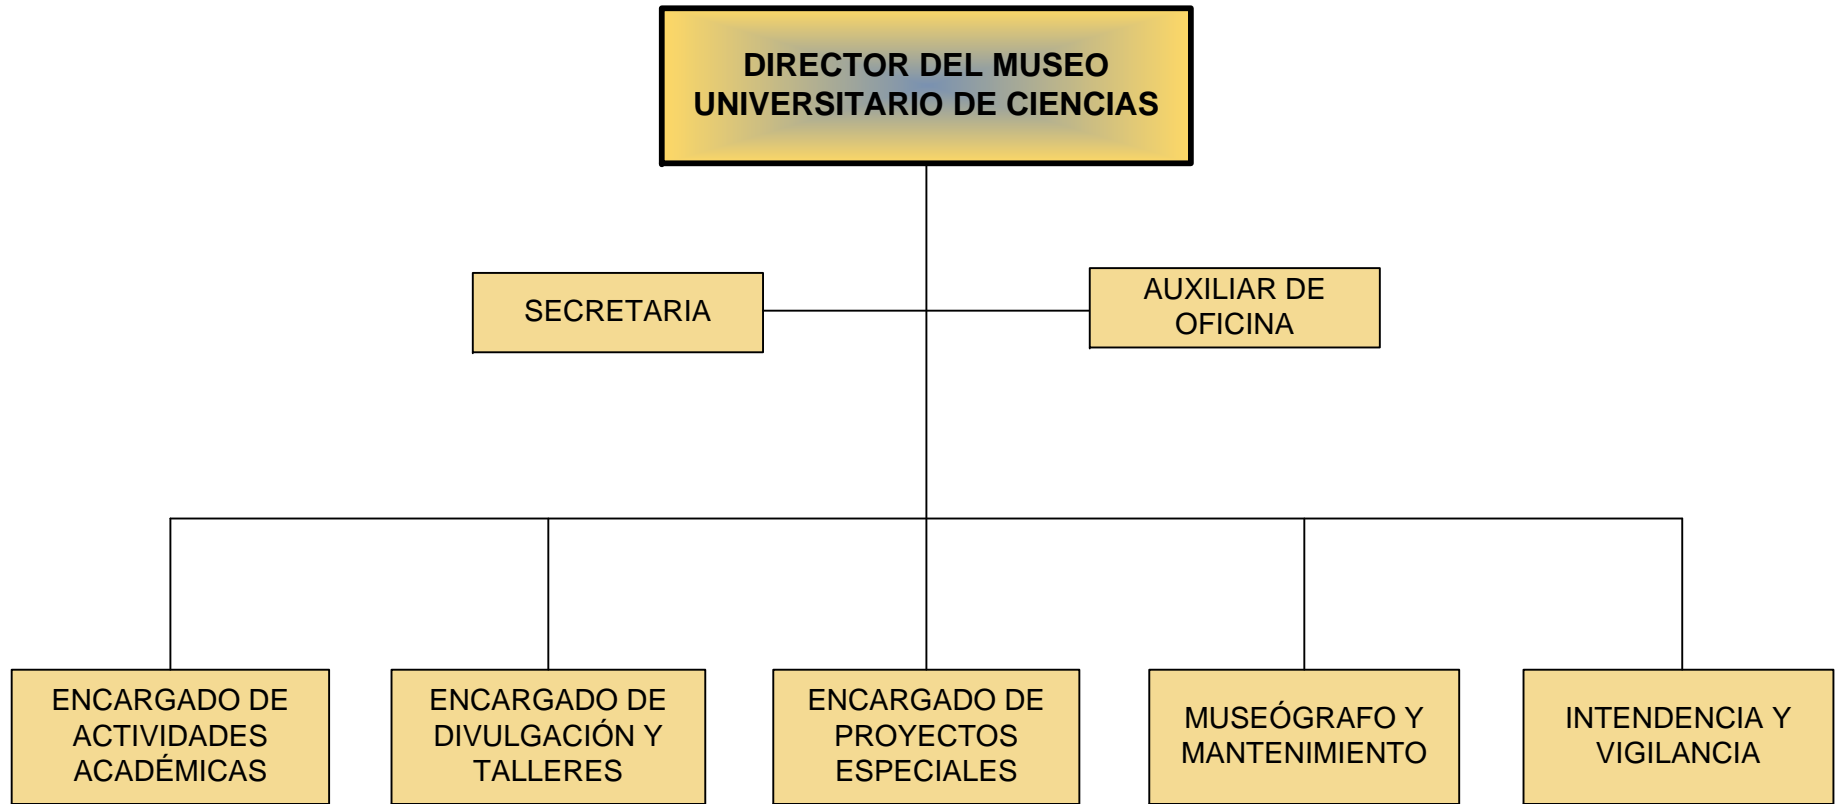 DIRECTOR DEL MUSEO
UNIVERSITARIO DE CIENCIAS
SECRETARIA
AUXILIAR DE
OFICINA
ENCARGADO DE
ACTIVIDADES
ACADÉMICAS
ENCARGADO DE
DIVULGACIÓN Y
TALLERES
ENCARGADO DE
PROYECTOS
ESPECIALES
MUSEÓGRAFO Y
MANTENIMIENTO
INTENDENCIA Y
VIGILANCIA